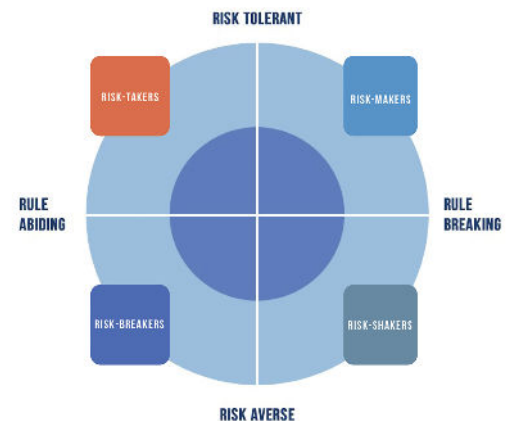 RISK TOLERANT
RISK-TAKERS
RISK-MAKERS
RULE
ABIDING
RULE
BREAKING
RISK-BREAKERS
RISK-SHAKERS
RISK AVERSE